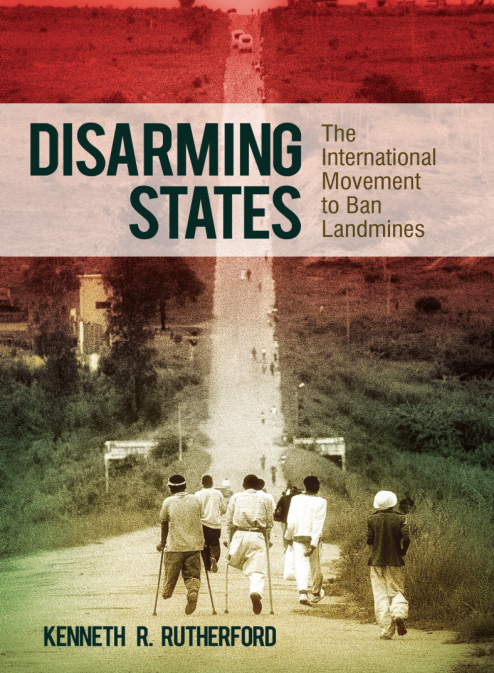 DISARMING
STATES
The
International
Movement
to Ban
Landmines
KENNETH R. RUTHERFORD